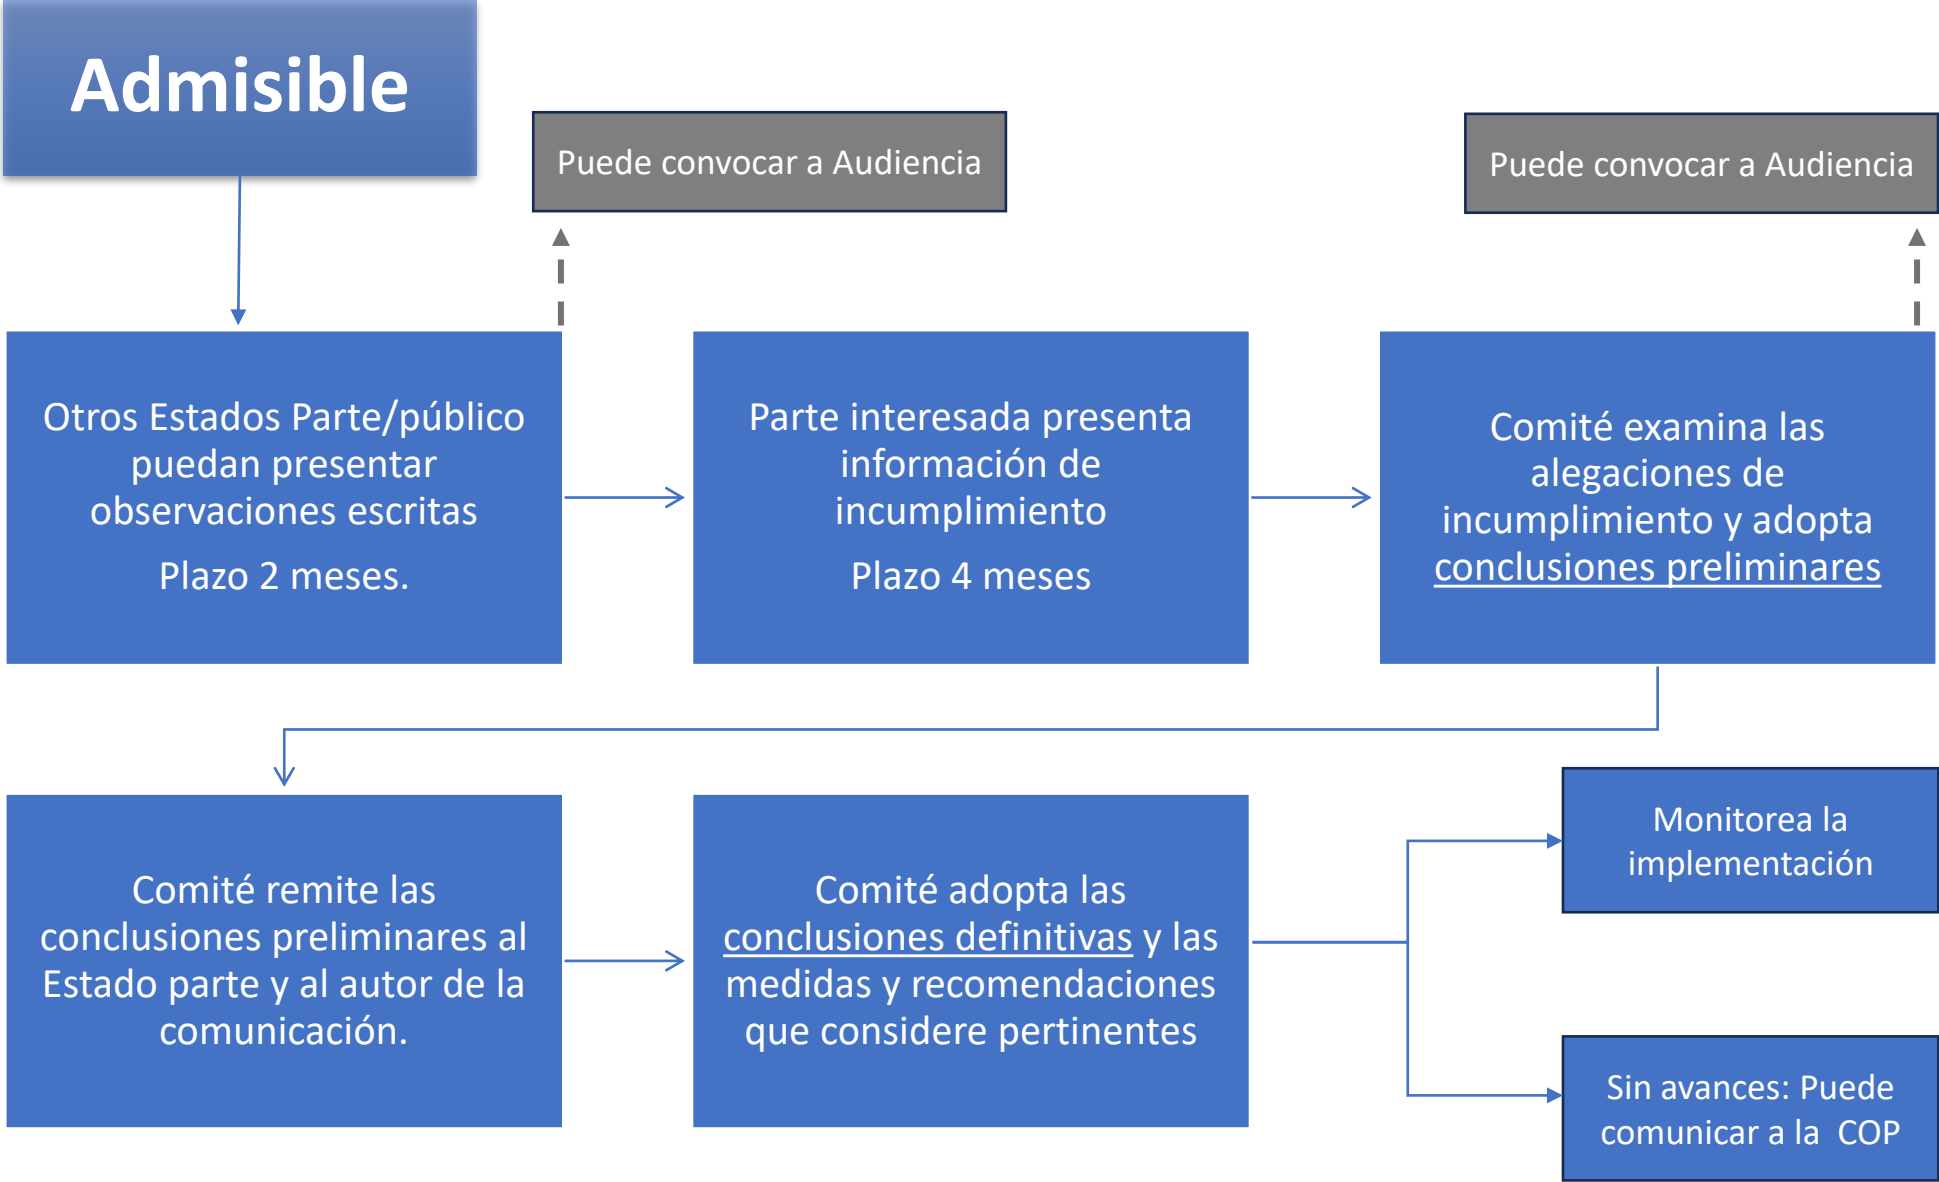 Admisible
Puede convocar a Audiencia
Puede convocar a Audiencia
Otros Estados Parte/público
puedan presentar
observaciones escritas
Plazo 2 meses.
Parte interesada presenta
información de
incumplimiento
Plazo 4 meses
Comité examina las
alegaciones de
incumplimiento y adopta
conclusiones preliminares
Comité remite las
conclusiones preliminares al
Estado parte y al autor de la
comunicación.
Comité adopta las
conclusiones definitivas y las
medidas y recomendaciones
que considere pertinentes
Monitorea la
implementación
Sin avances: Puede
comunicar a la  COP